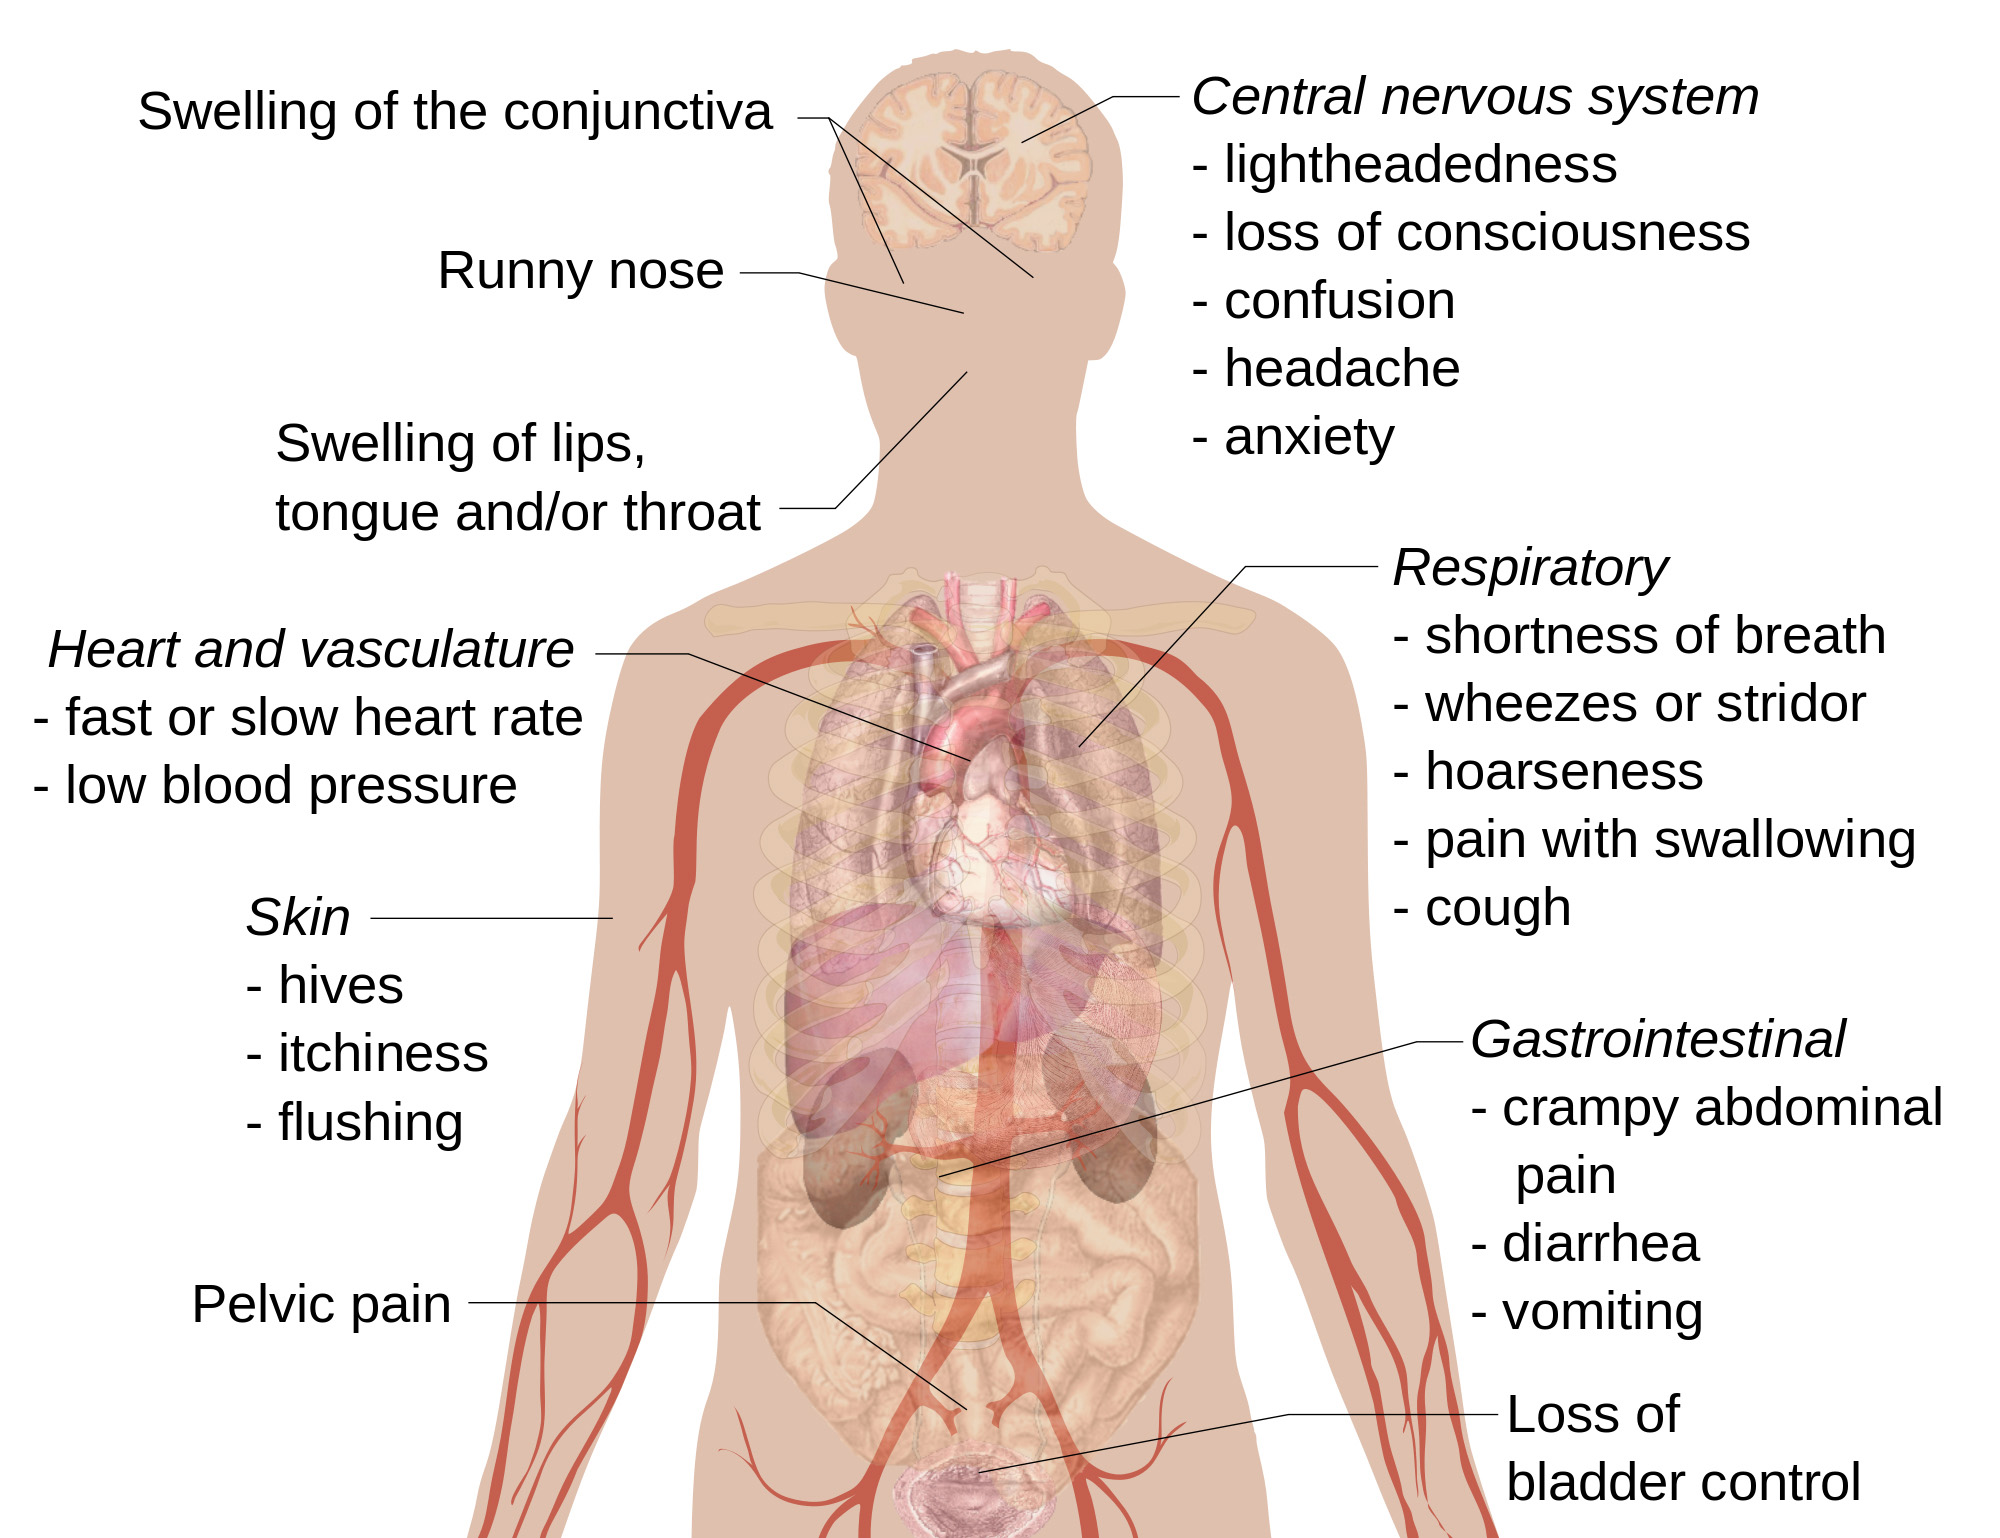 Swelling of the conjunctiva
Runny nose
Swelling of lips,
tongue and/or throat
Heart and vasculature
- fast or slow heart rate
- low blood pressure
Skin
- hives
- itchiness
- flushing
Pelvic pain
Central nervous system
- lightheadedness
- loss of consciousness
- confusion
- headache
- anxiety
Respiratory
- shortness of breath
- wheezes or stridor
- hoarseness
- pain with swallowing
- cough
Gastrointestinal
- crampy abdominal
pain
- diarrhea
- vomiting
Loss of
bladder control